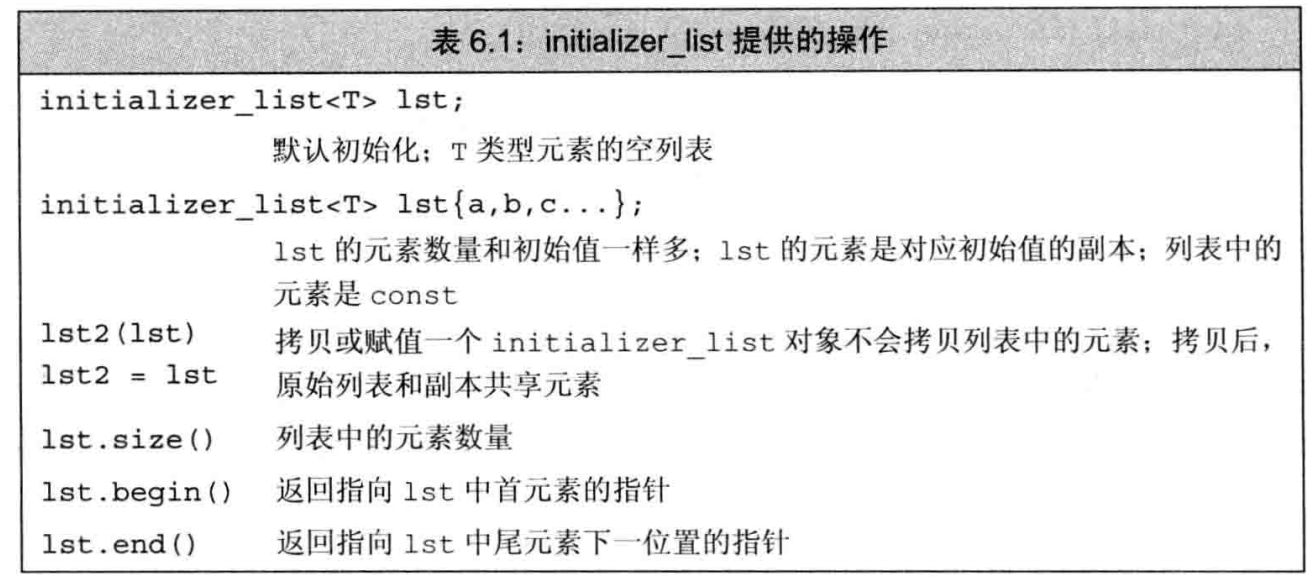 表 6.1：initializer_list 提供的操作
initializer_list<T> lst;
默认初始化；T 类型元素的空列表
initializer_list<T> lst{a,b,c...};
lst 的元素数量和初始值一样多；lst 的元素是对应初始值的副本；列表中的
元素是 const
lst2(lst) 拷贝或赋值一个 initializer_list 对象不会拷贝列表中的元素；拷贝后，
lst2 = lst 原始列表和副本共享元素
lst.size() 列表中的元素数量
lst.begin() 返回指向 lst 中首元素的指针
lst.end() 返回指向 lst 中尾元素下一位置的指针